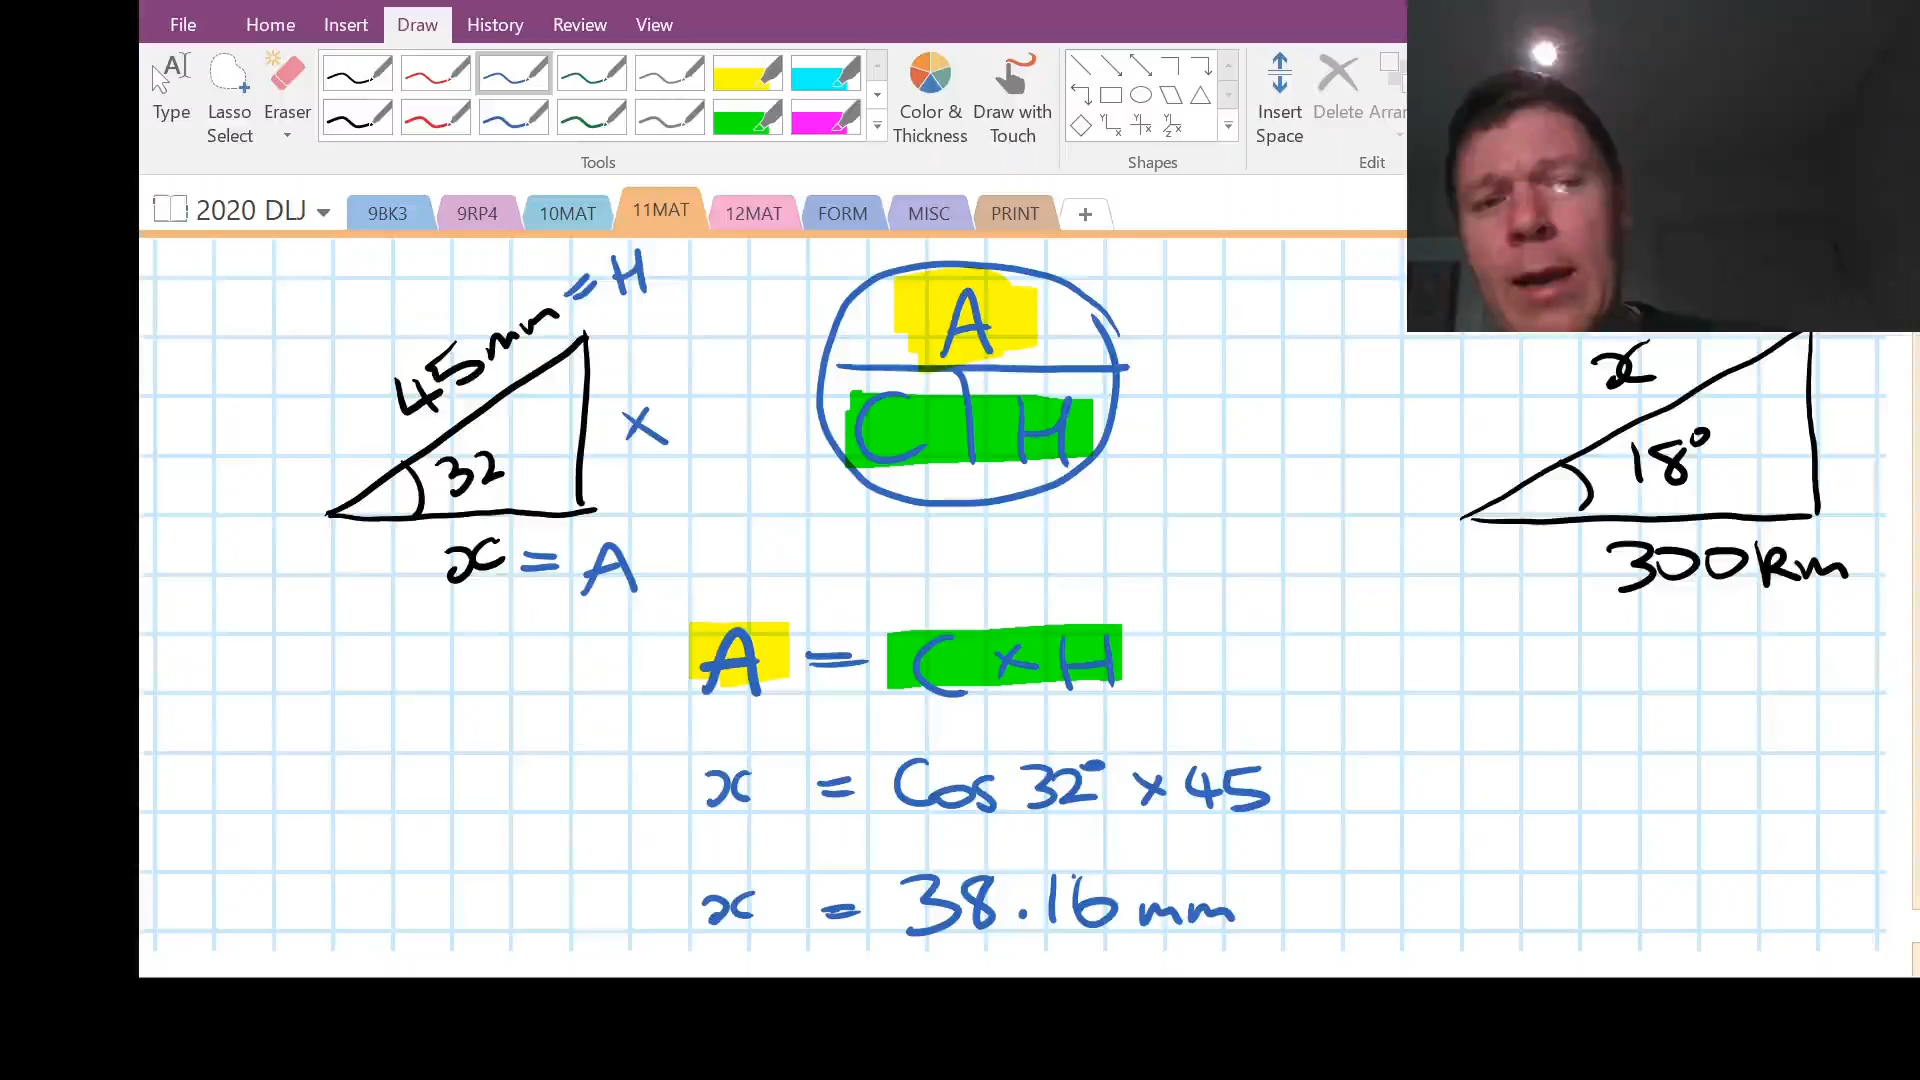 File Home Insert Draw History Review View
Type
Lasso Select
Eraser
Color & Thickness
Draw with Touch
Insert Space
Delete
Arran
Tools
Shapes
Edit
2020 DLJ
9BK3 9RP4 10MAT 11MAT 12MAT FORM MISC PRINT +
45mm = H
32
x
x = A
A
C H
x
18°
300km
A = C × H
x = Cos 32° × 45
x = 38.16 mm